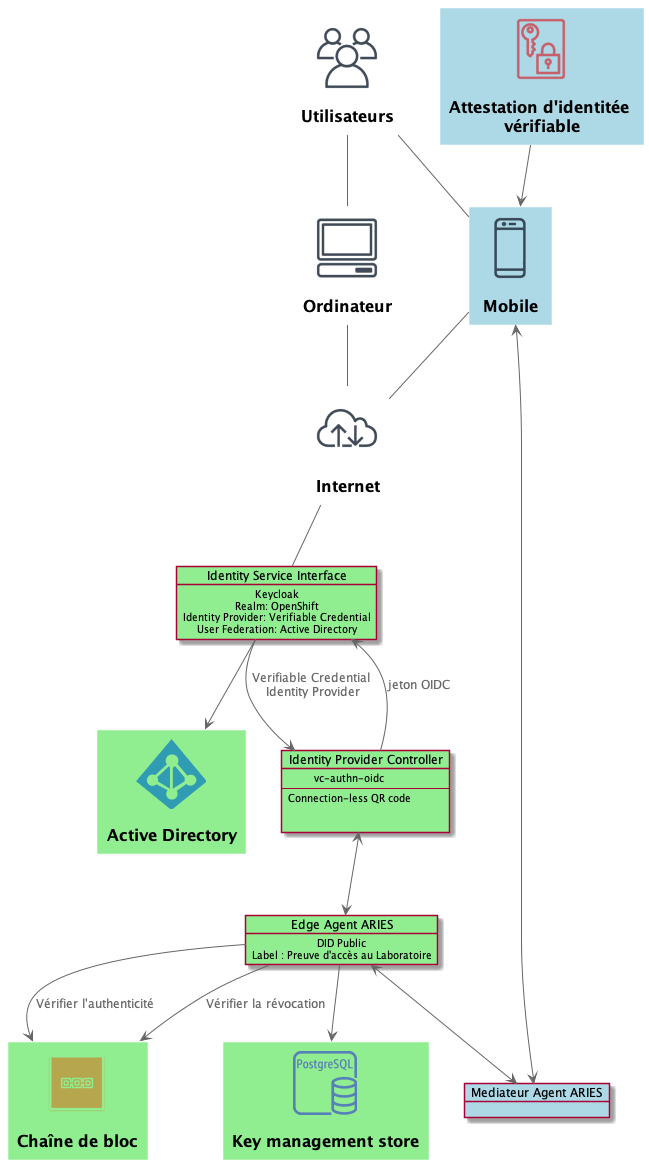 Attestation d'identitée
vérifiable
Utilisateurs
Ordinateur
Mobile
Internet
Identity Service Interface
Keycloak
Realm: OpenShift
Identity Provider: Verifiable Credential
User Federation: Active Directory
Verifiable Credential
Identity Provider
jeton OIDC
Active Directory
Identity Provider Controller
vc-authn-oidc
Connection-less QR code
Edge Agent ARIES
DID Public
Label : Preuve d'accès au Laboratoire
Vérifier l'authenticité
Vérifier la révocation
Chaîne de bloc
PostgreSQL
Key management store
Mediateur Agent ARIES